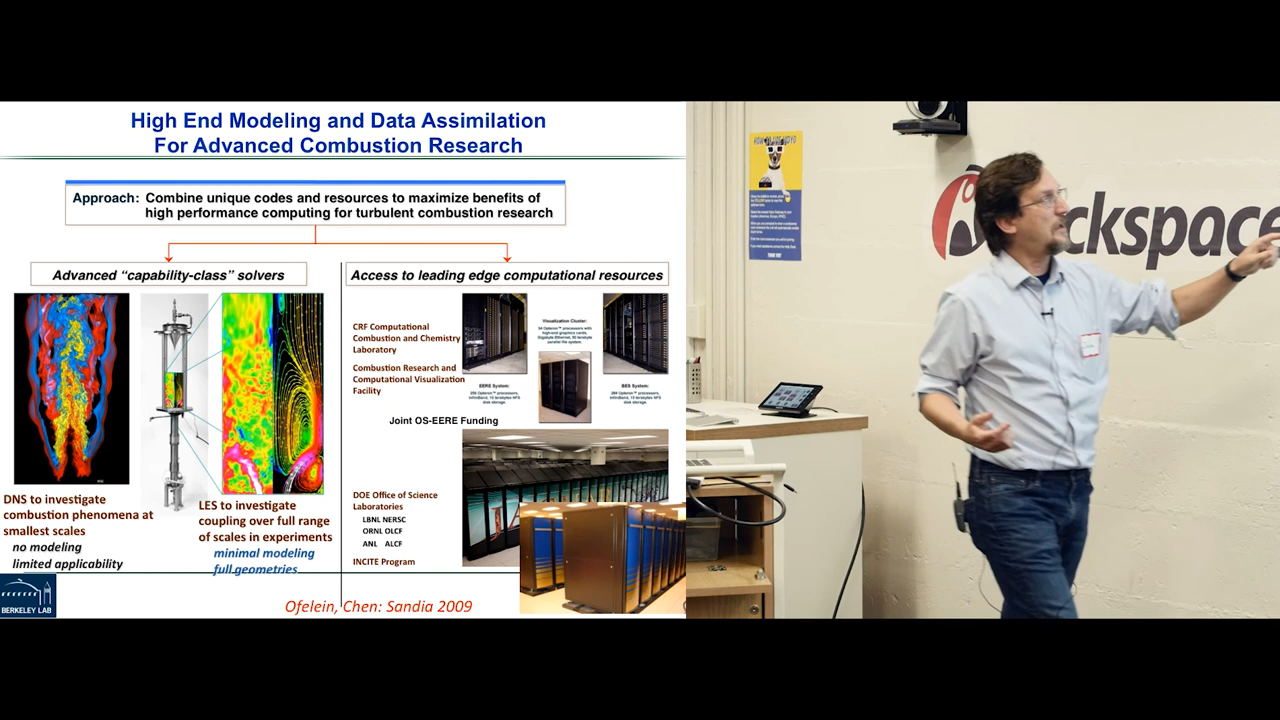 High End Modeling and Data Assimilation
For Advanced Combustion Research
Approach: Combine unique codes and resources to maximize benefits of
high performance computing for turbulent combustion research
Advanced “capability-class” solvers
DNS to investigate
combustion phenomena at
smallest scales
no modeling
limited applicability
LES to investigate
coupling over full range
of scales in experiments
minimal modeling
full geometries
Access to leading edge computational resources
CRF Computational
Combustion and Chemistry
Laboratory
Combustion Research and
Computational Visualization
Facility
Visualization Cluster:
EERE System:
BES System:
Joint OS-EERE Funding
DOE Office of Science
Laboratories
LBNL NERSC
ORNL OLCF
ANL ALCF
INCITE Program
BERKELEY LAB
Ofelein, Chen: Sandia 2009
ckspace